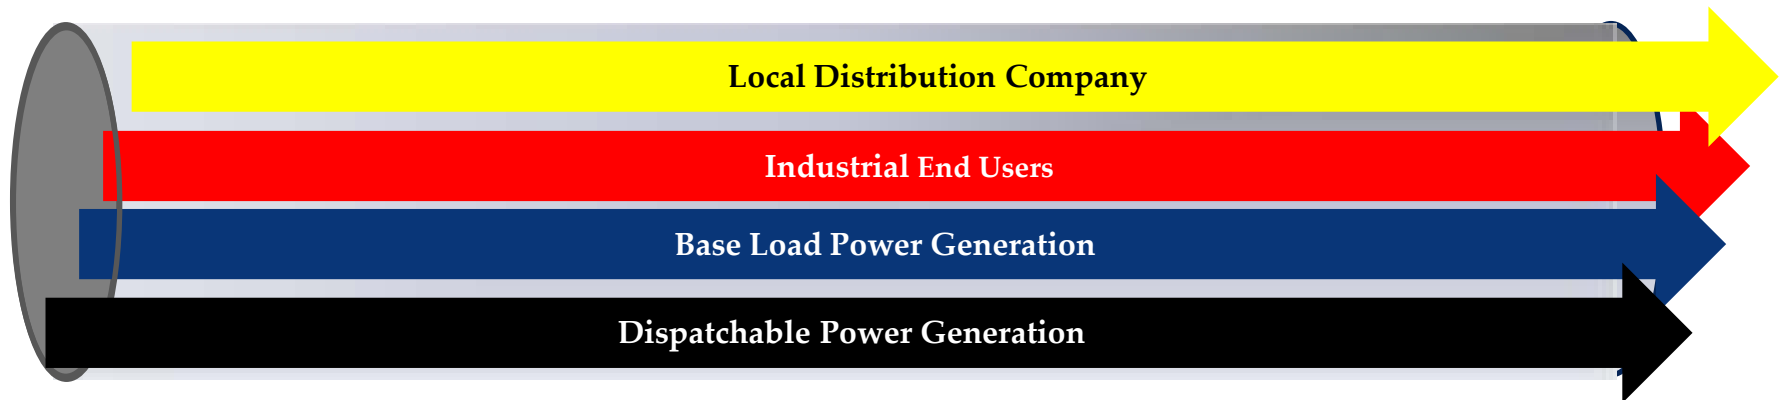 Local Distribution Company
Industrial End Users
Base Load Power Generation
Dispatchable Power Generation